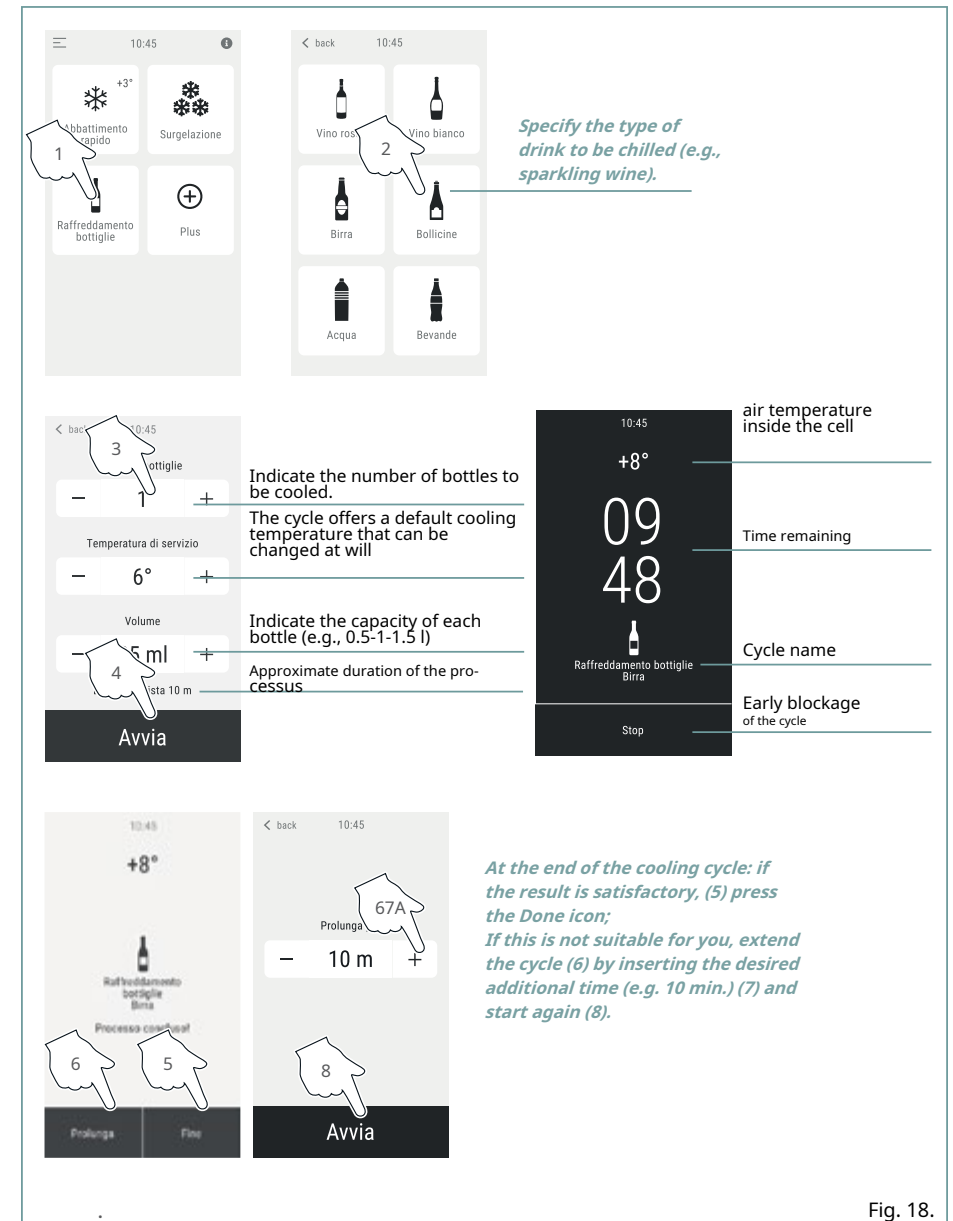 10:45
+3°
Abbattimento
rapido
Surgelazione
1
Raffreddamento
bottiglie
Plus
back 10:45
Vino ros
Vino bianco
2
Birra
Bollicine
Acqua
Bevande
Specify the type of
drink to be chilled (e.g.,
sparkling wine).
back 10:45
3
ottiglie
− 1 +
Temperatura di servizio
− 6° +
Volume
− 5 ml +
4
ista 10 m
Avvia
Indicate the number of bottles to
be cooled.
The cycle offers a default cooling
temperature that can be
changed at will
Indicate the capacity of each
bottle (e.g., 0.5-1-1.5 l)
Approximate duration of the pro-
cessus
10:45
+8°
09
48
Raffreddamento bottiglie
Birra
Stop
air temperature
inside the cell
Time remaining
Cycle name
Early blockage
of the cycle
10:45
+8°
Raffreddamento
bottiglie
Birra
Processo concluso!
6
5
Prolunga
Fine
back 10:45
67A
Prolunga
− 10 m +
8
Avvia
At the end of the cooling cycle: if
the result is satisfactory, (5) press
the Done icon;
If this is not suitable for you, extend
the cycle (6) by inserting the desired
additional time (e.g. 10 min.) (7) and
start again (8).
Fig. 18.
.